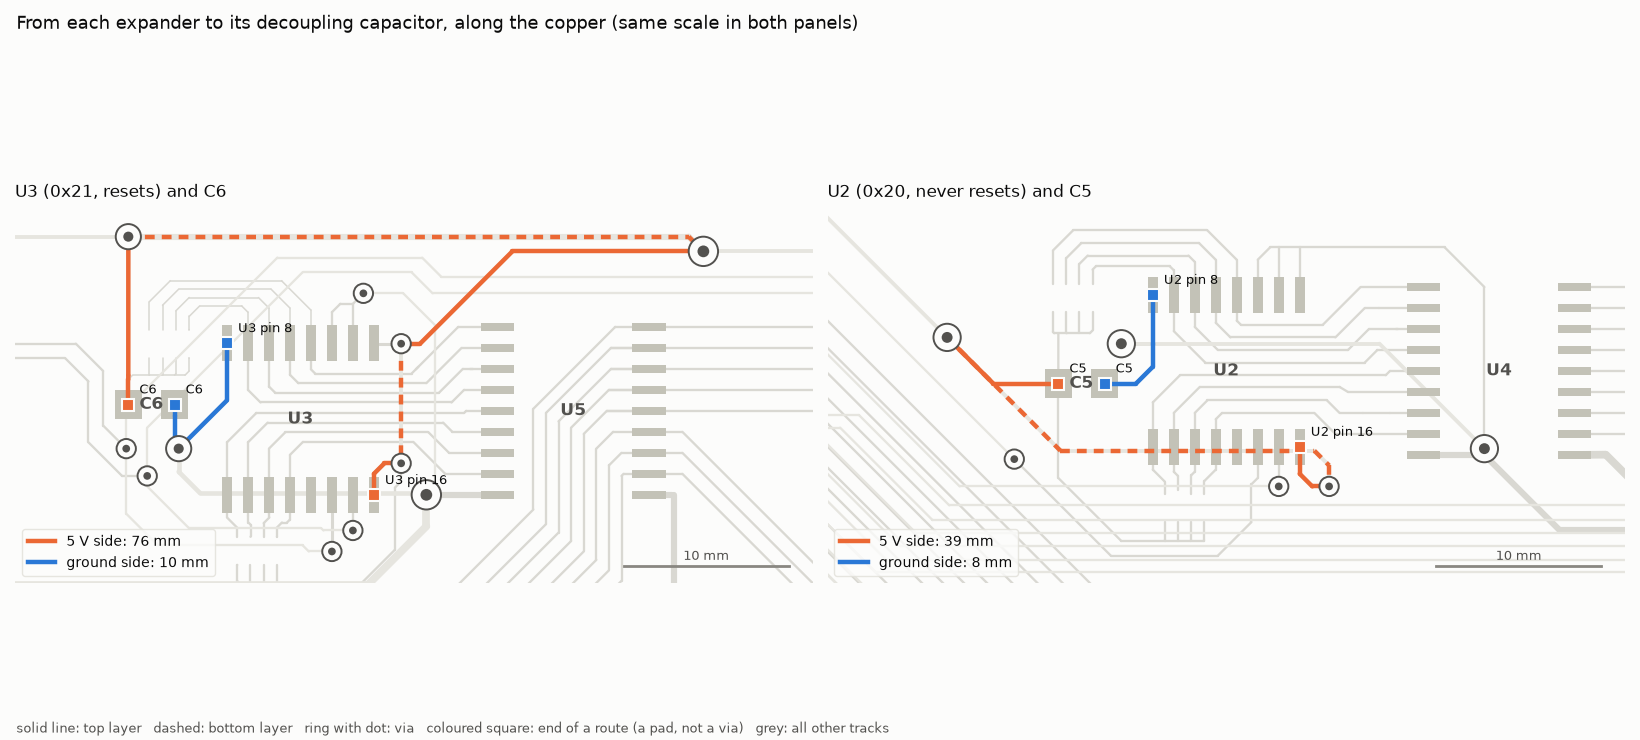 From each expander to its decoupling capacitor, along the copper (same scale in both panels)
U3 (0x21, resets) and C6
U2 (0x20, never resets) and C5
U3 pin 8
C6
C6
C6
U3
U5
U3 pin 16
5 V side: 76 mm
ground side: 10 mm
10 mm
U2 pin 8
C5
C5
C5
U2
U4
U2 pin 16
5 V side: 39 mm
ground side: 8 mm
10 mm
solid line: top layer   dashed: bottom layer   ring with dot: via   coloured square: end of a route (a pad, not a via)   grey: all other tracks